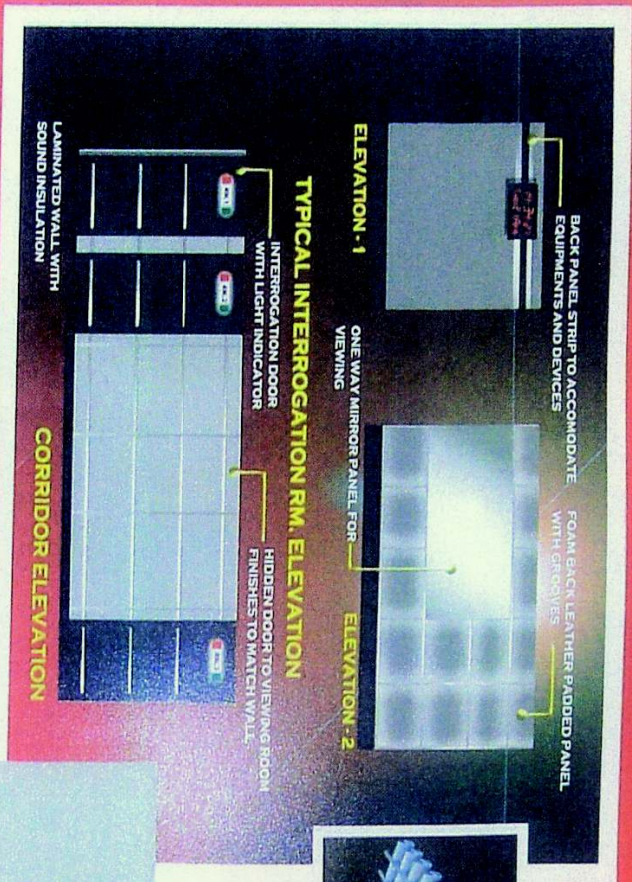 BACK PANEL STRIP TO ACCOMODATE
EQUIPMENTS AND DEVICES
FOAM BACK LEATHER PADDED PANEL
WITH GROOVES
ELEVATION - 1
ONE WAY MIRROR PANEL FOR
VIEWING
ELEVATION - 2
TYPICAL INTERROGATION RM. ELEVATION
INTERROGATION DOOR
WITH LIGHT INDICATOR
HIDDEN DOOR TO VIEWING ROOM
FINISHES TO MATCH WALL
LAMINATED WALL WITH
SOUND INSULATION
CORRIDOR ELEVATION